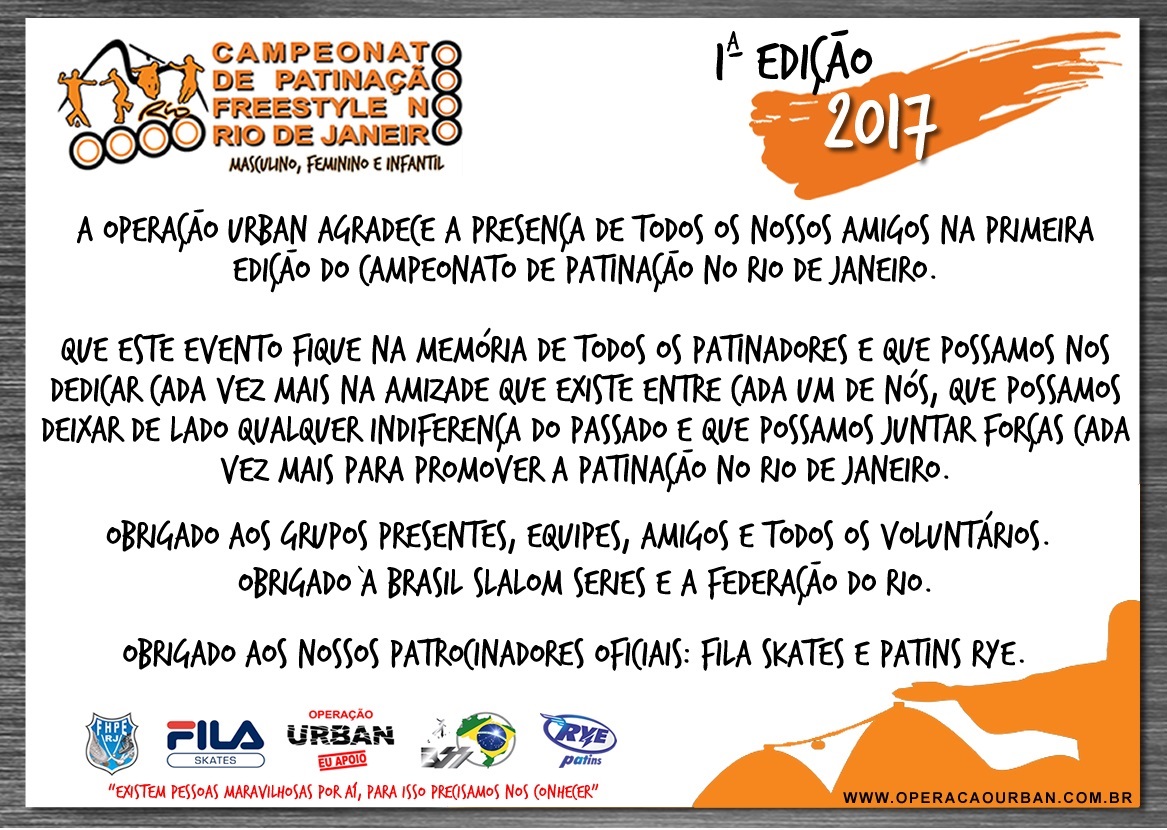 CAMPEONATO
DE PATINAÇÃO
FREESTYLE NO
RIO DE JANEIRO
Rio
MASCULINO, FEMININO E INFANTIL
1ª EDIÇÃO
2017
A OPERAÇÃO URBAN AGRADECE A PRESENÇA DE TODOS OS NOSSOS AMIGOS NA PRIMEIRA
EDIÇÃO DO CAMPEONATO DE PATINAÇÃO NO RIO DE JANEIRO.
QUE ESTE EVENTO FIQUE NA MEMÓRIA DE TODOS OS PATINADORES E QUE POSSAMOS NOS
DEDICAR CADA VEZ MAIS NA AMIZADE QUE EXISTE ENTRE CADA UM DE NÓS, QUE POSSAMOS
DEIXAR DE LADO QUALQUER INDIFERENÇA DO PASSADO E QUE POSSAMOS JUNTAR FORÇAS CADA
VEZ MAIS PARA PROMOVER A PATINAÇÃO NO RIO DE JANEIRO.
OBRIGADO AOS GRUPOS PRESENTES, EQUIPES, AMIGOS E TODOS OS VOLUNTÁRIOS.
OBRIGADO `A BRASIL SLALOM SERIES E A FEDERAÇÃO DO RIO.
OBRIGADO AOS NOSSOS PATROCINADORES OFICIAIS: FILA SKATES E PATINS RYE.
FHPE
RJ
FILA
SKATES
OPERAÇÃO
URBAN
EU APOIO
RYE
patins
"EXISTEM PESSOAS MARAVILHOSAS POR AÍ, PARA ISSO PRECISAMOS NOS CONHECER"
WWW.OPERACAOURBAN.COM.BR